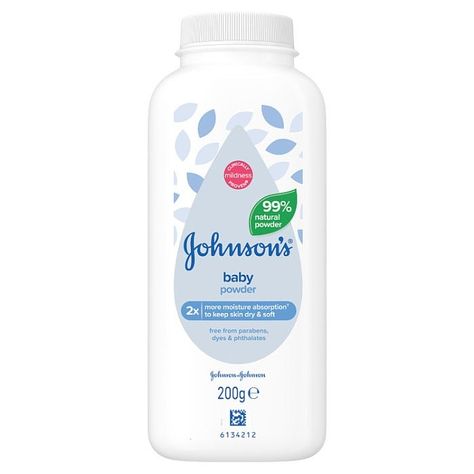 CLINICALLY
mildness
PROVEN
99%
natural
powder
Johnson's®
baby
powder
2x more moisture absorption*
to keep skin dry & soft
free from parabens,
dyes & phthalates
Johnson+Johnson
200g℮
6134212